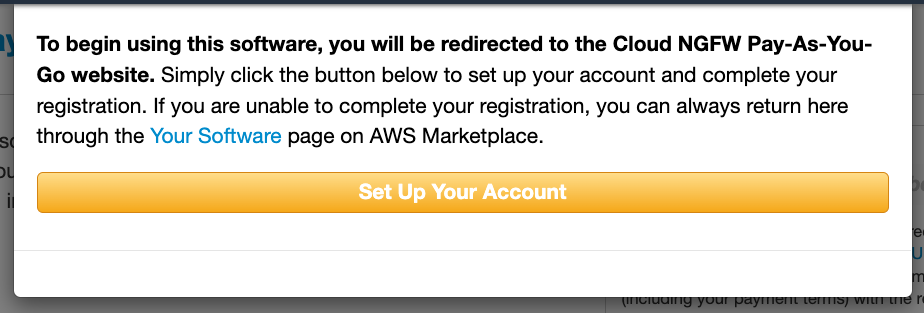 To begin using this software, you will be redirected to the Cloud NGFW Pay-As-You-
Go website. Simply click the button below to set up your account and complete your
registration. If you are unable to complete your registration, you can always return here
through the Your Software page on AWS Marketplace.
Set Up Your Account
(including your payment terms) with the